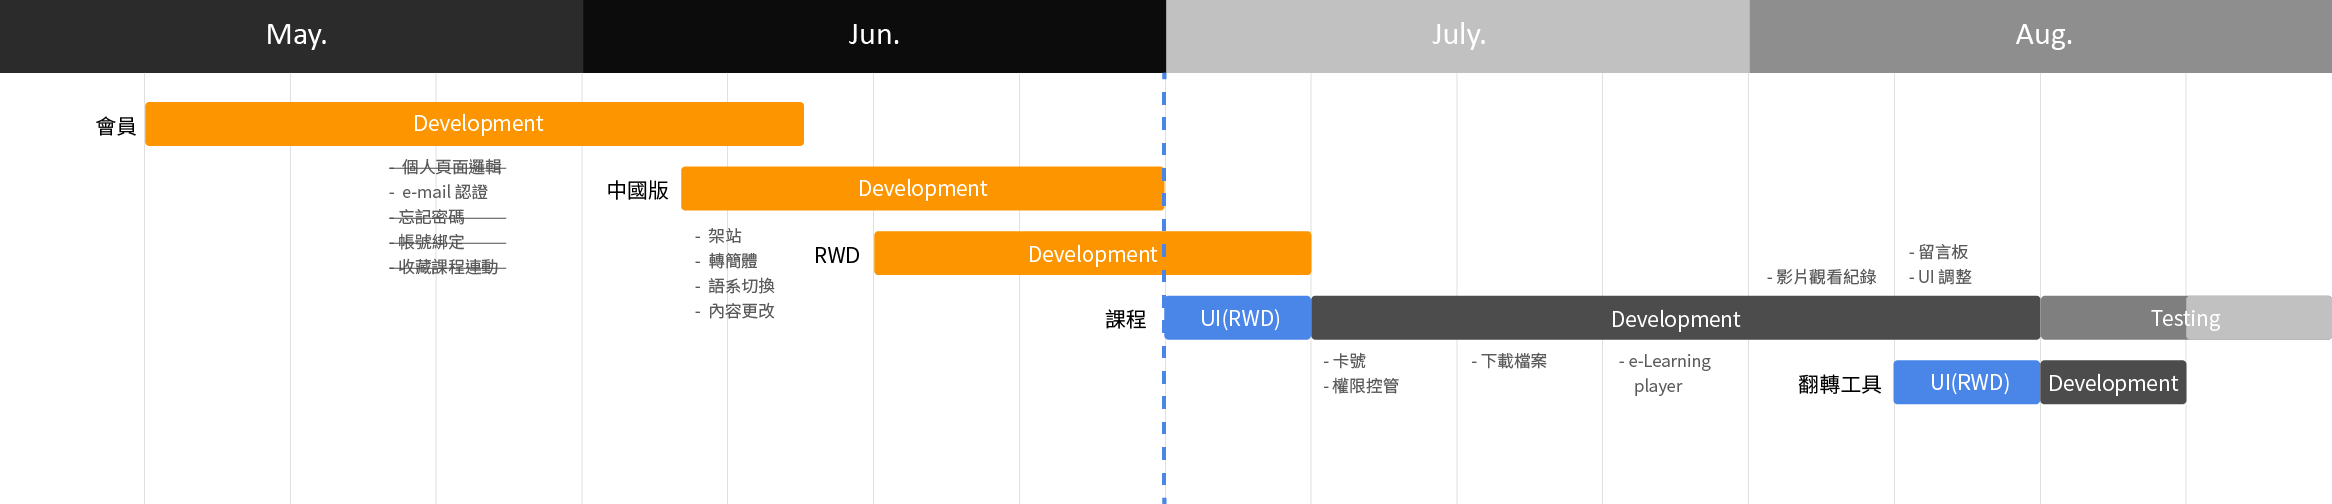 May.
Jun.
July.
Aug.
會員
Development
- 個人頁面邏輯
- e-mail 認證
- 忘記密碼
- 帳號綁定
- 收藏課程連動
中國版
Development
- 架站
- 轉簡體
- 語系切換
- 內容更改
RWD
Development
- 影片觀看紀錄
- 留言板
- UI 調整
課程
UI(RWD)
Development
Testing
- 卡號
- 權限控管
- 下載檔案
- e-Learning
player
翻轉工具
UI(RWD)
Development